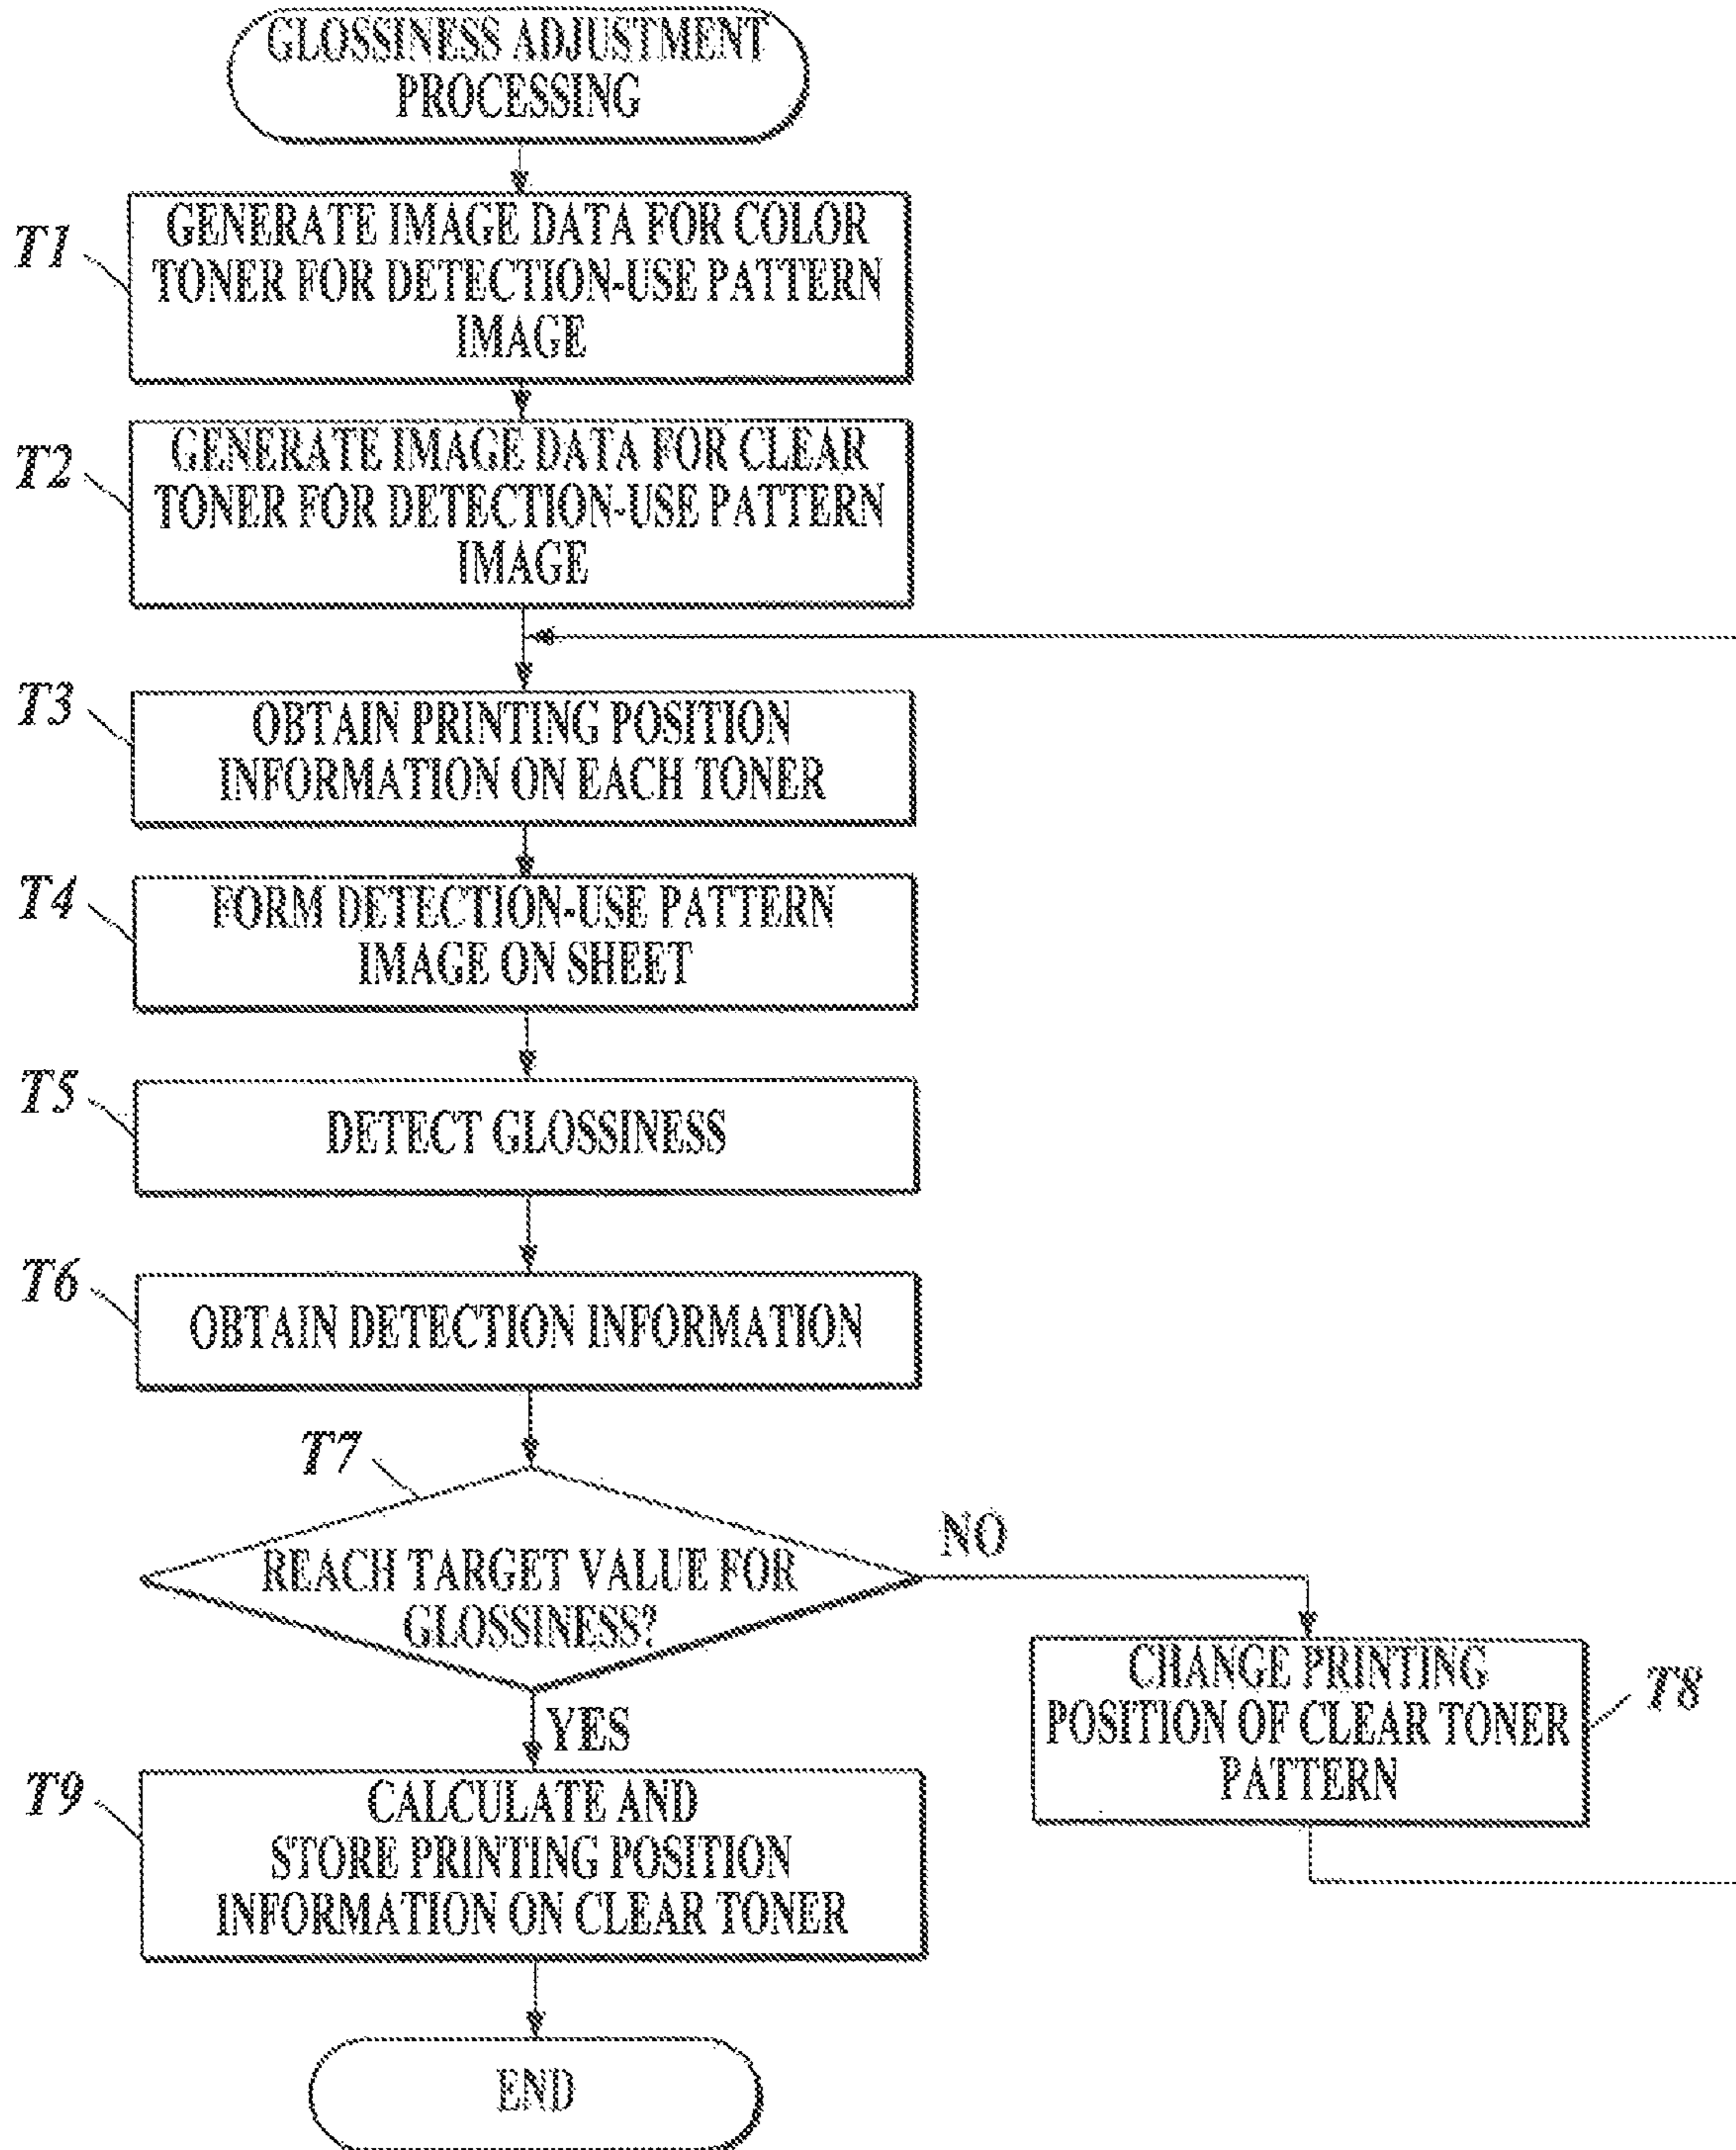 GLOSSINESS ADJUSTMENT
PROCESSING
T1
GENERATE IMAGE DATA FOR COLOR
TONER FOR DETECTION-USE PATTERN
IMAGE
T2
GENERATE IMAGE DATA FOR CLEAR
TONER FOR DETECTION-USE PATTERN
IMAGE
T3
OBTAIN PRINTING POSITION
INFORMATION ON EACH TONER
T4
FORM DETECTION-USE PATTERN
IMAGE ON SHEET
T5
DETECT GLOSSINESS
T6
OBTAIN DETECTION INFORMATION
T7
REACH TARGET VALUE FOR
GLOSSINESS?
NO
YES
CHANGE PRINTING
POSITION OF CLEAR TONER
PATTERN
T8
T9
CALCULATE AND
STORE PRINTING POSITION
INFORMATION ON CLEAR TONER
END